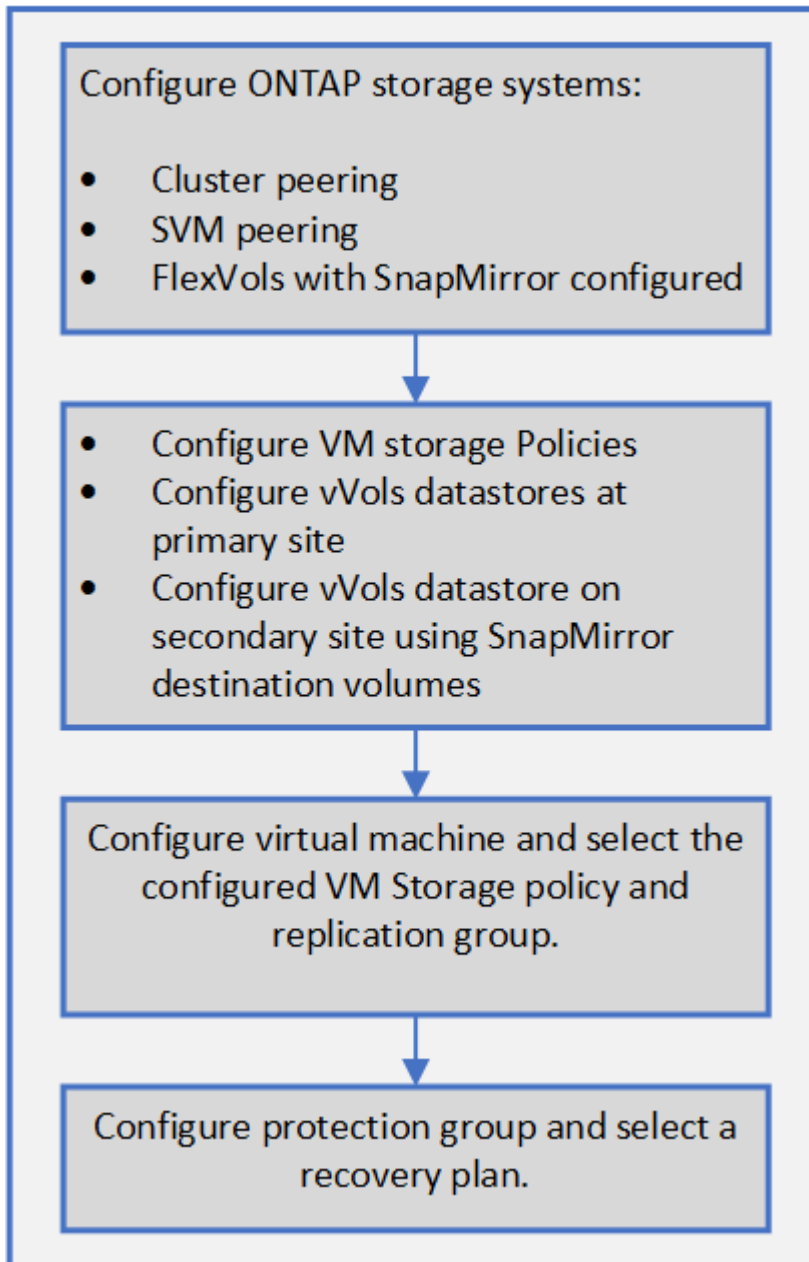 Configure ONTAP storage systems:
• Cluster peering
• SVM peering
• FlexVols with SnapMirror configured
• Configure VM storage Policies
• Configure vVols datastores at
primary site
• Configure vVols datastore on
secondary site using SnapMirror
destination volumes
Configure virtual machine and select the
configured VM Storage policy and
replication group.
Configure protection group and select a
recovery plan.